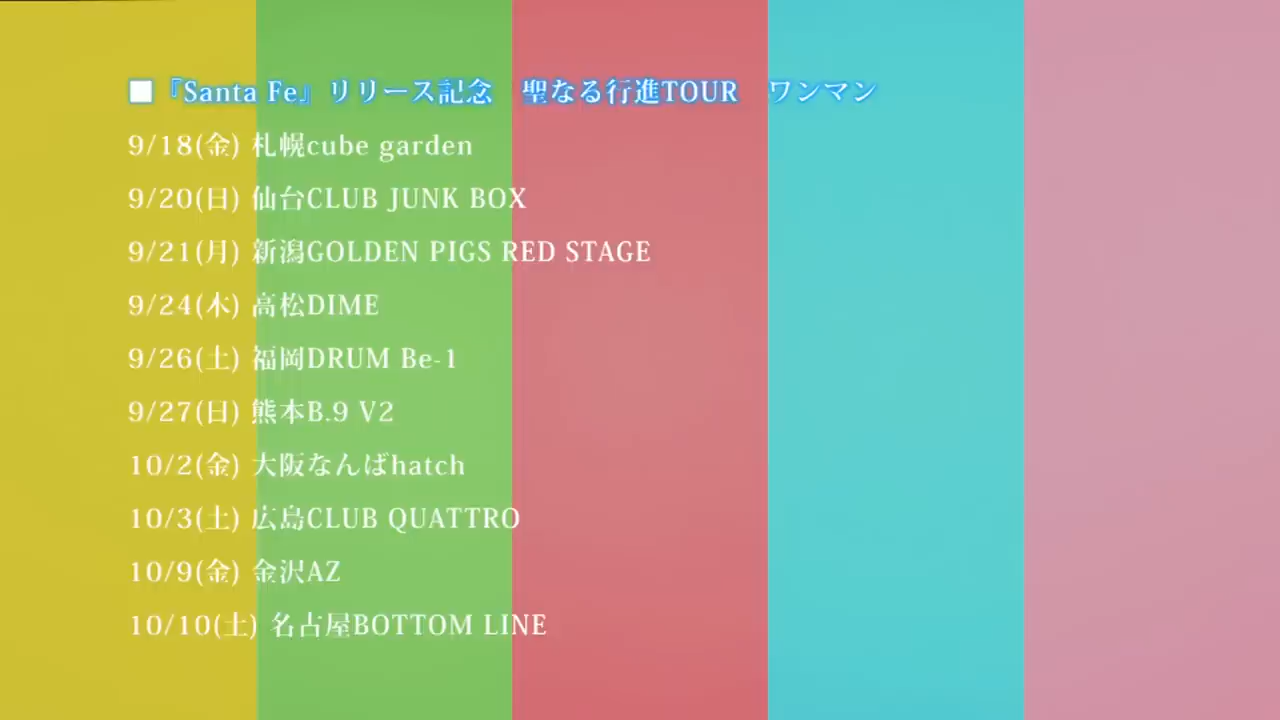 ■『Santa Fe』リリース記念　聖なる行進TOUR　ワンマン
9/18(金) 札幌cube garden
9/20(日) 仙台CLUB JUNK BOX
9/21(月) 新潟GOLDEN PIGS RED STAGE
9/24(木) 高松DIME
9/26(土) 福岡DRUM Be-1
9/27(日) 熊本B.9 V2
10/2(金) 大阪なんばhatch
10/3(土) 広島CLUB QUATTRO
10/9(金) 金沢AZ
10/10(土) 名古屋BOTTOM LINE